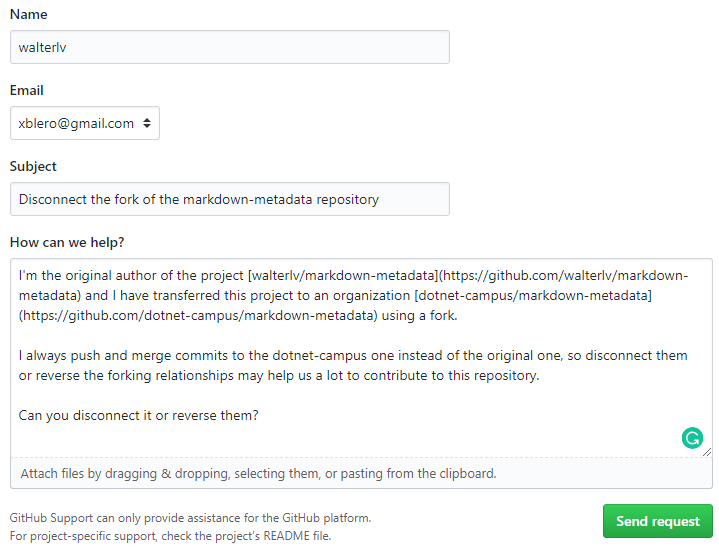 Name
walterlv
Email
xblero@gmail.com
Subject
Disconnect the fork of the markdown-metadata repository
How can we help?
I'm the original author of the project [walterlv/markdown-metadata](https://github.com/walterlv/markdown-
metadata) and I have transferred this project to an organization [dotnet-campus/markdown-metadata]
(https://github.com/dotnet-campus/markdown-metadata) using a fork.
I always push and merge commits to the dotnet-campus one instead of the original one, so disconnect them
or reverse the forking relationships may help us a lot to contribute to this repository.
Can you disconnect it or reverse them?
Attach files by dragging & dropping, selecting them, or pasting from the clipboard.
GitHub Support can only provide assistance for the GitHub platform.
For project-specific support, check the project's README file.
Send request